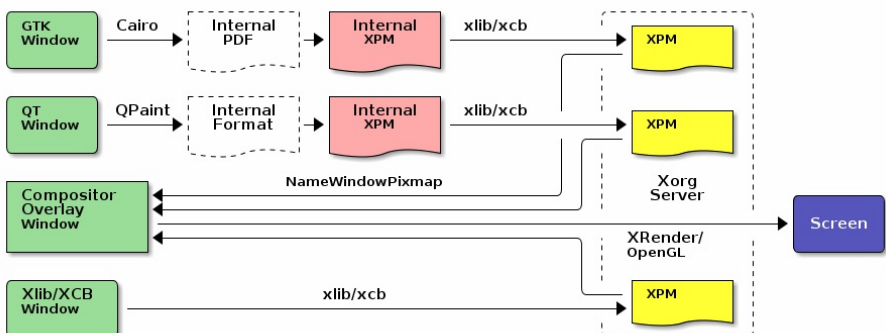 GTK
Window
Cairo
Internal
PDF
Internal
XPM
xlib/xcb
XPM
QT
Window
QPaint
Internal
Format
Internal
XPM
xlib/xcb
XPM
Compositor
Overlay
Window
NameWindowPixmap
Xorg
Server
Screen
XRender/
OpenGL
Xlib/XCB
Window
xlib/xcb
XPM